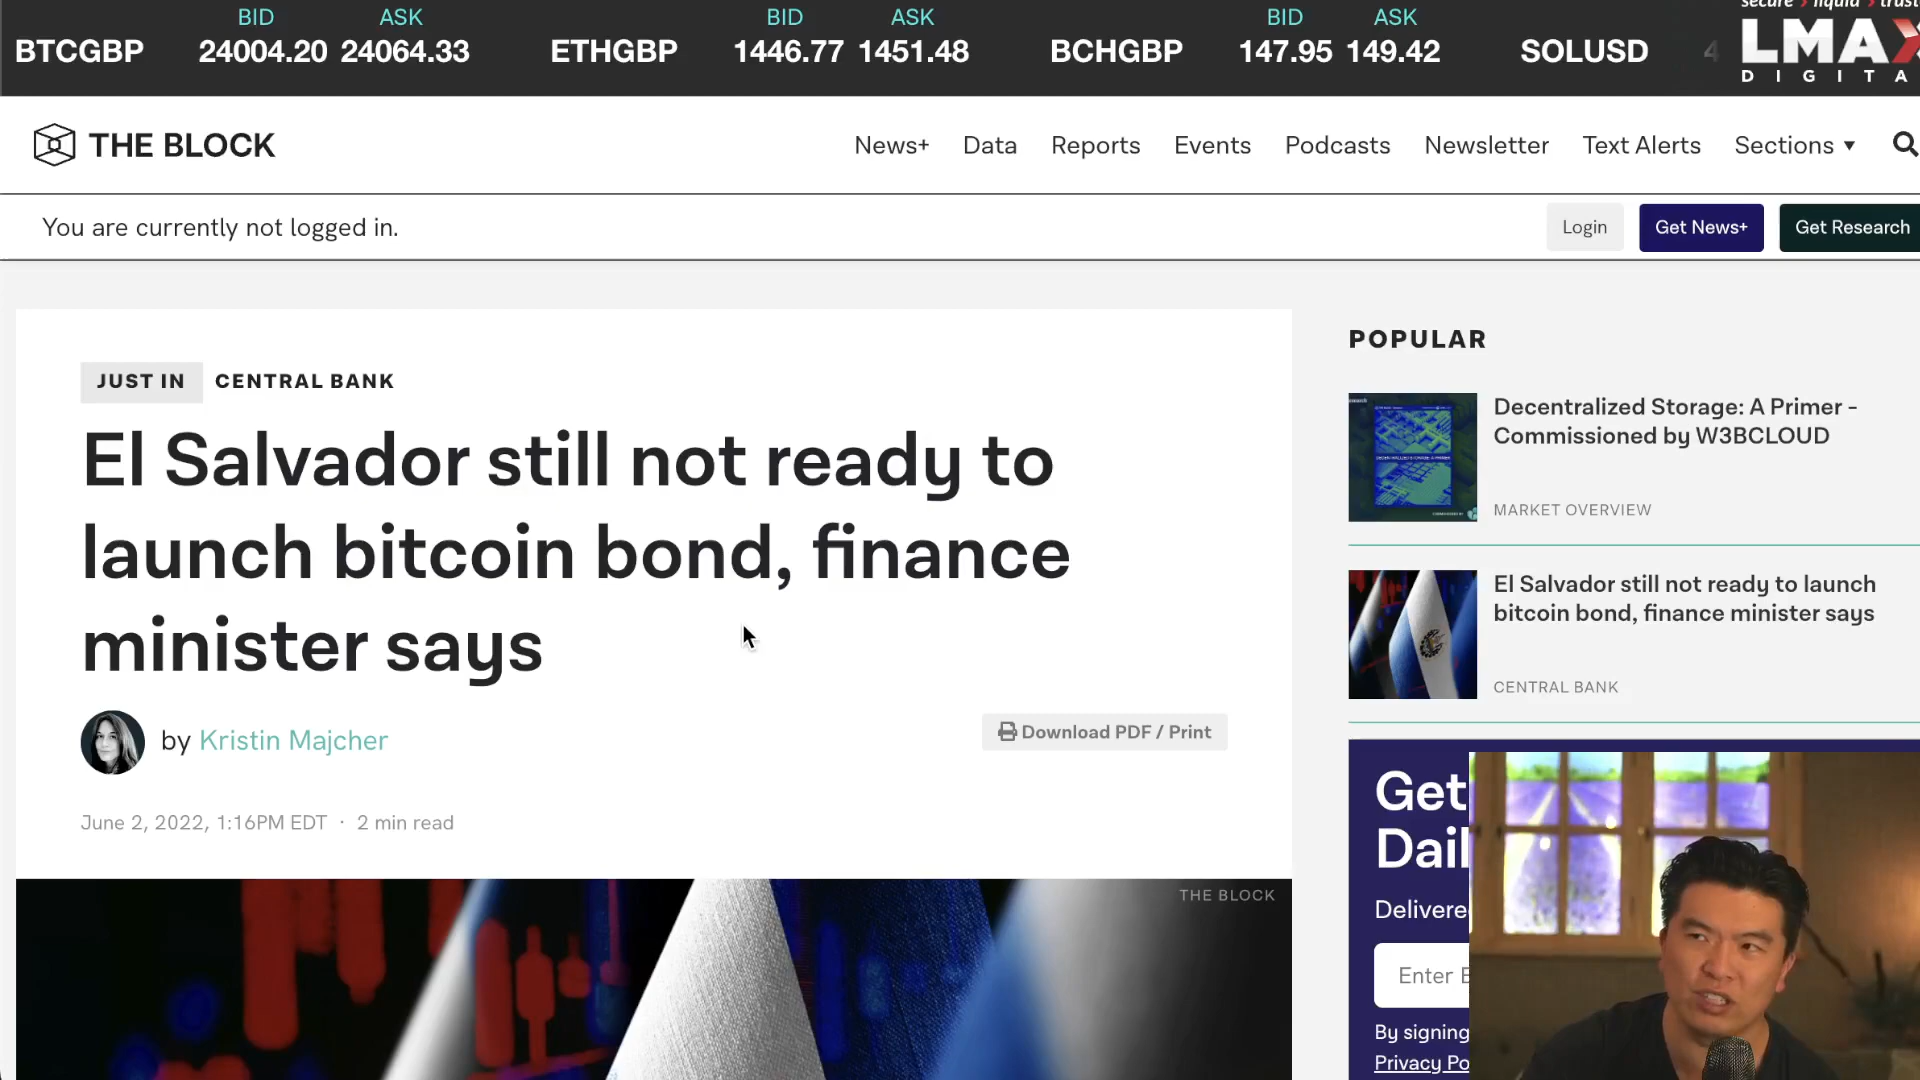 BID ASK BID ASK BID ASK
BTCGBP 24004.20 24064.33 ETHGBP 1446.77 1451.48 BCHGBP 147.95 149.42 SOLUSD 4
secure › liquid › trust
LMAX
DIGITA
THE BLOCK
News+ Data Reports Events Podcasts Newsletter Text Alerts Sections ▼
You are currently not logged in.
Login Get News+ Get Research
JUST IN CENTRAL BANK
El Salvador still not ready to
launch bitcoin bond, finance
minister says
by Kristin Majcher
Download PDF / Print
June 2, 2022, 1:16PM EDT · 2 min read
THE BLOCK
POPULAR
Decentralized Storage: A Primer -
Commissioned by W3BCLOUD
MARKET OVERVIEW
El Salvador still not ready to launch
bitcoin bond, finance minister says
CENTRAL BANK
Get
Dail
Delivere
Enter E
By signing
Privacy Po